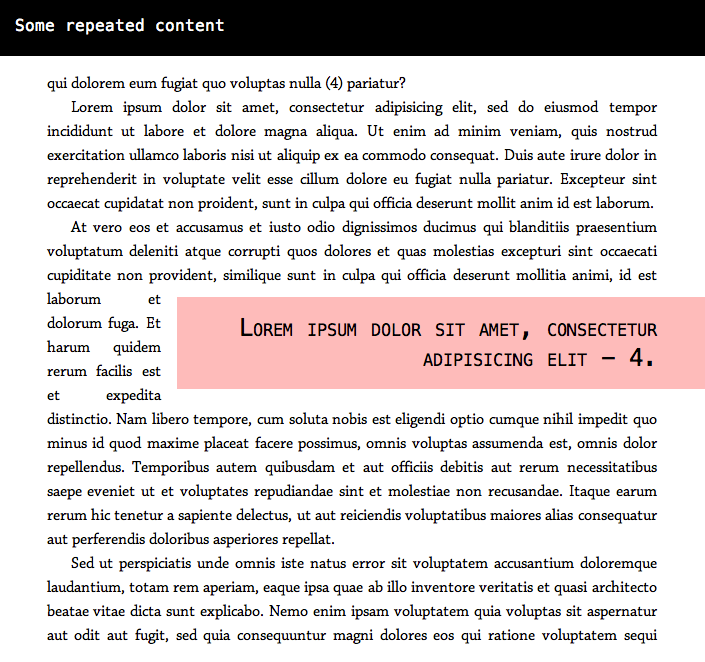 Some repeated content
qui dolorem eum fugiat quo voluptas nulla (4) pariatur?
Lorem ipsum dolor sit amet, consectetur adipisicing elit, sed do eiusmod tempor
incididunt ut labore et dolore magna aliqua. Ut enim ad minim veniam, quis nostrud
exercitation ullamco laboris nisi ut aliquip ex ea commodo consequat. Duis aute irure dolor in
reprehenderit in voluptate velit esse cillum dolore eu fugiat nulla pariatur. Excepteur sint
occaecat cupidatat non proident, sunt in culpa qui officia deserunt mollit anim id est laborum.
At vero eos et accusamus et iusto odio dignissimos ducimus qui blanditiis praesentium
voluptatum deleniti atque corrupti quos dolores et quas molestias excepturi sint occaecati
cupiditate non provident, similique sunt in culpa qui officia deserunt mollitia animi, id est
laborum et
dolorum fuga. Et
harum quidem
rerum facilis est
et expedita
Lorem ipsum dolor sit amet, consectetur
adipisicing elit – 4.
distinctio. Nam libero tempore, cum soluta nobis est eligendi optio cumque nihil impedit quo
minus id quod maxime placeat facere possimus, omnis voluptas assumenda est, omnis dolor
repellendus. Temporibus autem quibusdam et aut officiis debitis aut rerum necessitatibus
saepe eveniet ut et voluptates repudiandae sint et molestiae non recusandae. Itaque earum
rerum hic tenetur a sapiente delectus, ut aut reiciendis voluptatibus maiores alias consequatur
aut perferendis doloribus asperiores repellat.
Sed ut perspiciatis unde omnis iste natus error sit voluptatem accusantium doloremque
laudantium, totam rem aperiam, eaque ipsa quae ab illo inventore veritatis et quasi architecto
beatae vitae dicta sunt explicabo. Nemo enim ipsam voluptatem quia voluptas sit aspernatur
aut odit aut fugit, sed quia consequuntur magni dolores eos qui ratione voluptatem sequi